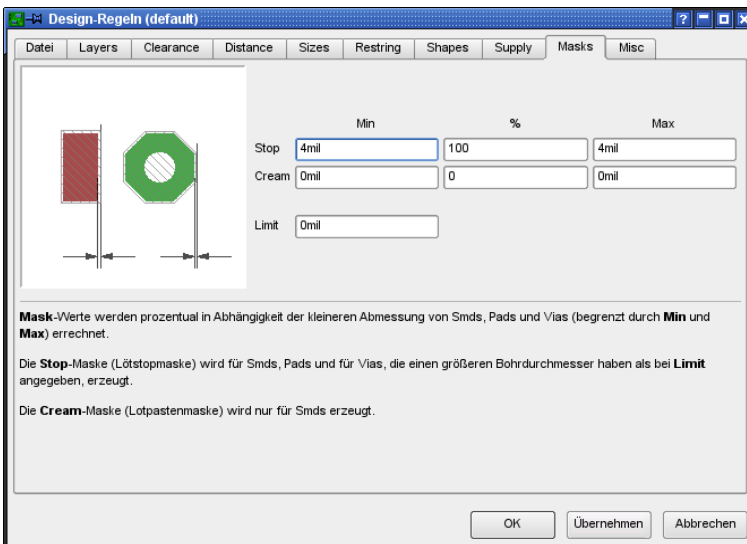 Design-Regeln (default)
Datei Layers Clearance Distance Sizes Restring Shapes Supply Masks Misc
Min % Max
Stop 4mil 100 4mil
Cream 0mil 0 0mil
Limit 0mil
Mask-Werte werden prozentual in Abhängigkeit der kleineren Abmessung von Smds, Pads und Vias (begrenzt durch Min und
Max) errechnet.
Die Stop-Maske (Lötstopmaske) wird für Smds, Pads und für Vias, die einen größeren Bohrdurchmesser haben als bei Limit
angegeben, erzeugt.
Die Cream-Maske (Lotpastenmaske) wird nur für Smds erzeugt.
OK Übernehmen Abbrechen